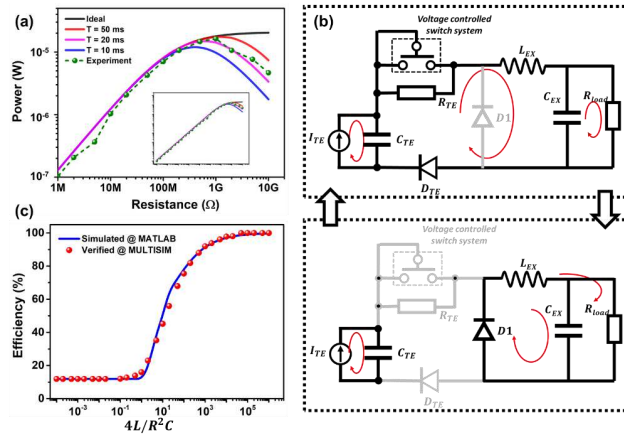 (a)
Ideal
T = 50 ms
T = 20 ms
T = 10 ms
Experiment
Power (W)
10⁻⁵
10⁻⁶
10⁻⁷
1M 10M 100M 1G 10G
Resistance (Ω)
(b)
Voltage controlled
switch system
L_EX
R_TE
D1
C_EX
R_load
I_TE
C_TE
D_TE
(c)
Simulated @ MATLAB
Verified @ MULTISIM
Efficiency (%)
100
80
60
40
20
0
10⁻³ 10⁻¹ 10¹ 10³ 10⁵
4L/R²C
Voltage controlled
switch system
L_EX
R_TE
D1
C_EX
R_load
I_TE
C_TE
D_TE